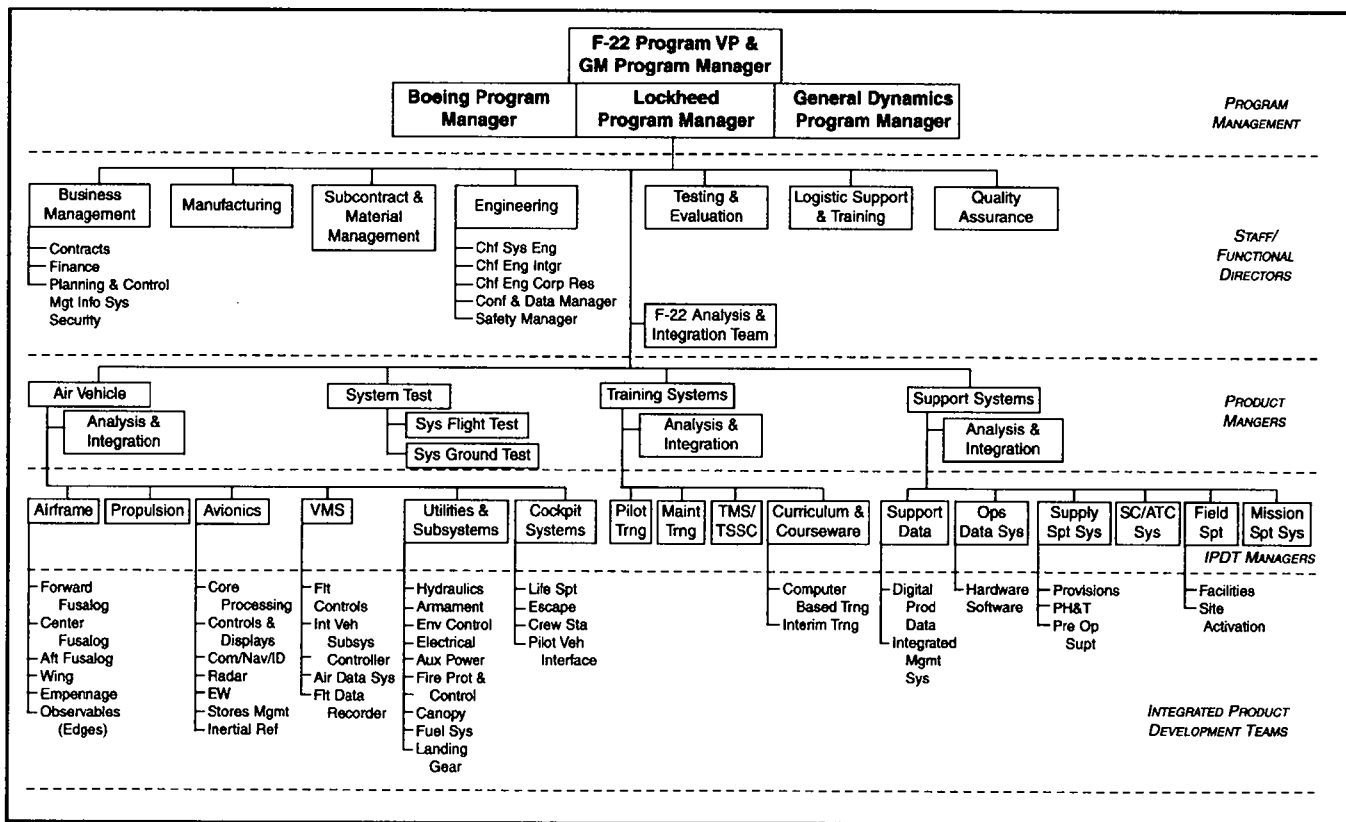 F-22 Program VP &
GM Program Manager
Boeing Program
Manager
Lockheed
Program Manager
General Dynamics
Program Manager
PROGRAM
MANAGEMENT
Business
Management
Manufacturing
Subcontract &
Material
Management
Engineering
Testing &
Evaluation
Logistic Support
& Training
Quality
Assurance
Contracts
Finance
Planning & Control
Mgt Info Sys
Security
Chf Sys Eng
Chf Eng Intgr
Chf Eng Corp Res
Conf & Data Manager
Safety Manager
F-22 Analysis &
Integration Team
STAFF/
FUNCTIONAL
DIRECTORS
Air Vehicle
Analysis &
Integration
System Test
Sys Flight Test
Sys Ground Test
Training Systems
Analysis &
Integration
Support Systems
Analysis &
Integration
PRODUCT
MANGERS
Airframe
Propulsion
Avionics
VMS
Utilities &
Subsystems
Cockpit
Systems
Pilot
Trng
Maint
Trng
TMS/
TSSC
Curriculum &
Courseware
Support
Data
Ops
Data Sys
Supply
Spt Sys
SC/ATC
Sys
Field
Spt
Mission
Spt Sys
IPDT MANAGERS
Forward
Fusalog
Center
Fusalog
Aft Fusalog
Wing
Empennage
Observables
(Edges)
Core
Processing
Controls &
Displays
Com/Nav/ID
Radar
EW
Stores Mgmt
Inertial Ref
Flt
Controls
Int Veh
Subsys
Controller
Air Data Sys
Flt Data
Recorder
Hydraulics
Armament
Env Control
Electrical
Aux Power
Fire Prot &
Control
Canopy
Fuel Sys
Landing
Gear
Life Spt
Escape
Crew Sta
Pilot Veh
Interface
Computer
Based Trng
Interim Trng
Digital
Prod
Data
Integrated
Mgmt
Sys
Hardware
Software
Provisions
PH&T
Pre Op
Supt
Facilities
Site
Activation
INTEGRATED PRODUCT
DEVELOPMENT TEAMS